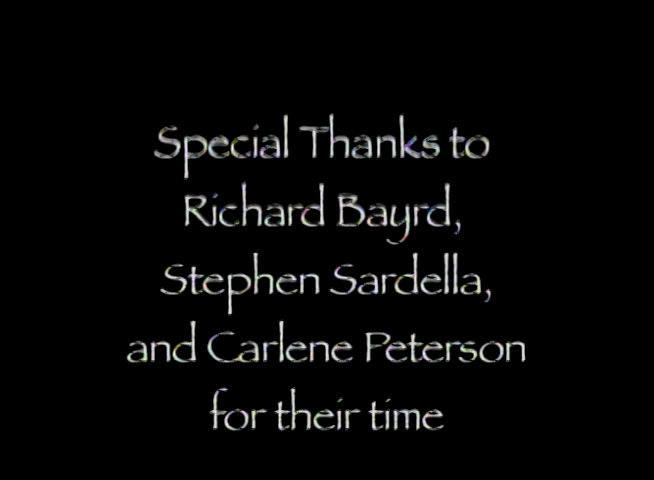 Special Thanks to
Richard Bayrd,
Stephen Sardella,
and Carlene Peterson
for their time